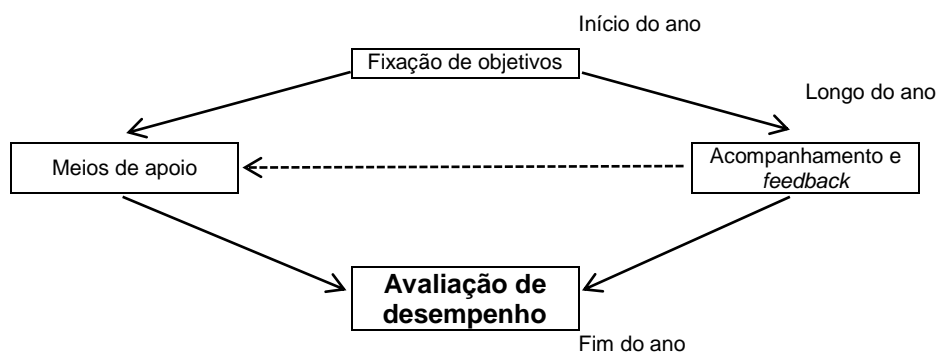 Início do ano
Fixação de objetivos
Longo do ano
Meios de apoio
Acompanhamento e
feedback
Avaliação de
desempenho
Fim do ano